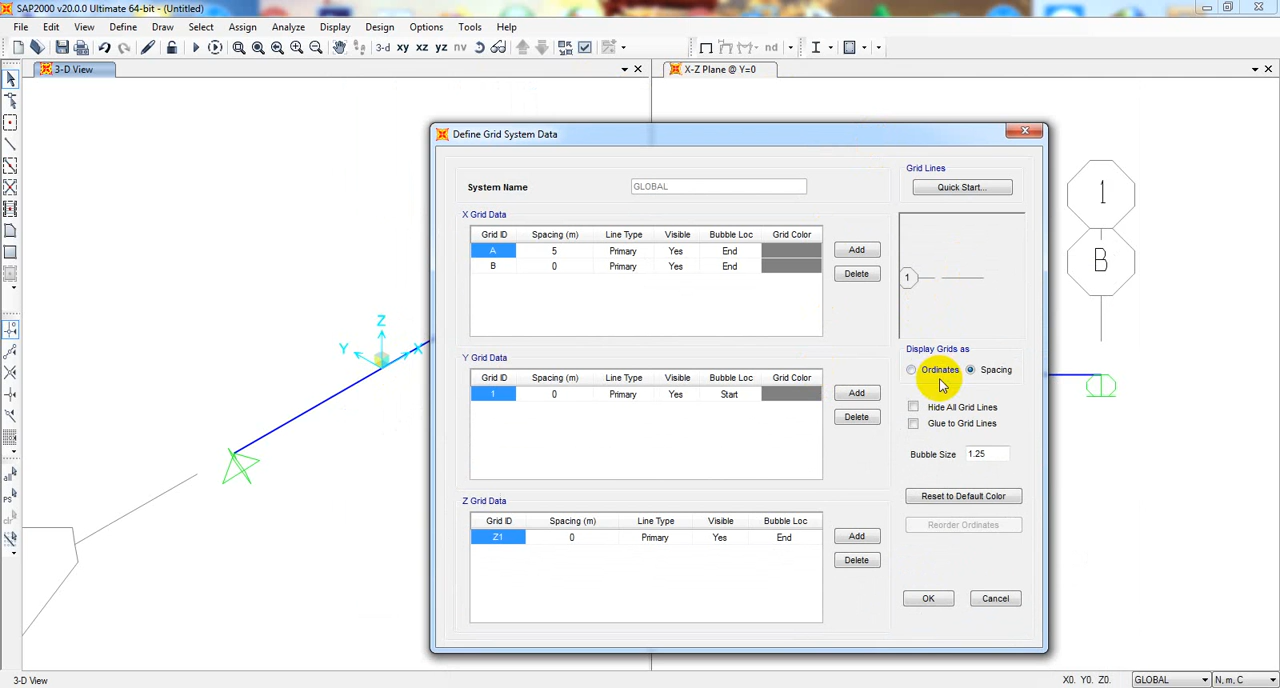 SAP2000 v20.0.0 Ultimate 64-bit - (Untitled)
File Edit View Define Draw Select Assign Analyze Display Design Options Tools Help
3-d xy xz yz nv nd
3-D View
X-Z Plane @ Y=0
Define Grid System Data
System Name GLOBAL
Grid Lines
Quick Start...
X Grid Data
Grid ID Spacing (m) Line Type Visible Bubble Loc Grid Color
A 5 Primary Yes End
B 0 Primary Yes End
Add
Delete
1
Y Grid Data
Grid ID Spacing (m) Line Type Visible Bubble Loc Grid Color
1 0 Primary Yes Start
Add
Delete
Display Grids as
Ordinates Spacing
Hide All Grid Lines
Glue to Grid Lines
Bubble Size 1.25
Reset to Default Color
Reorder Ordinates
Z Grid Data
Grid ID Spacing (m) Line Type Visible Bubble Loc
Z1 0 Primary Yes End
Add
Delete
OK Cancel
Z
Y X
1
B
all
PS
clr
3-D View
X0. Y0. Z0.
GLOBAL
N, m, C